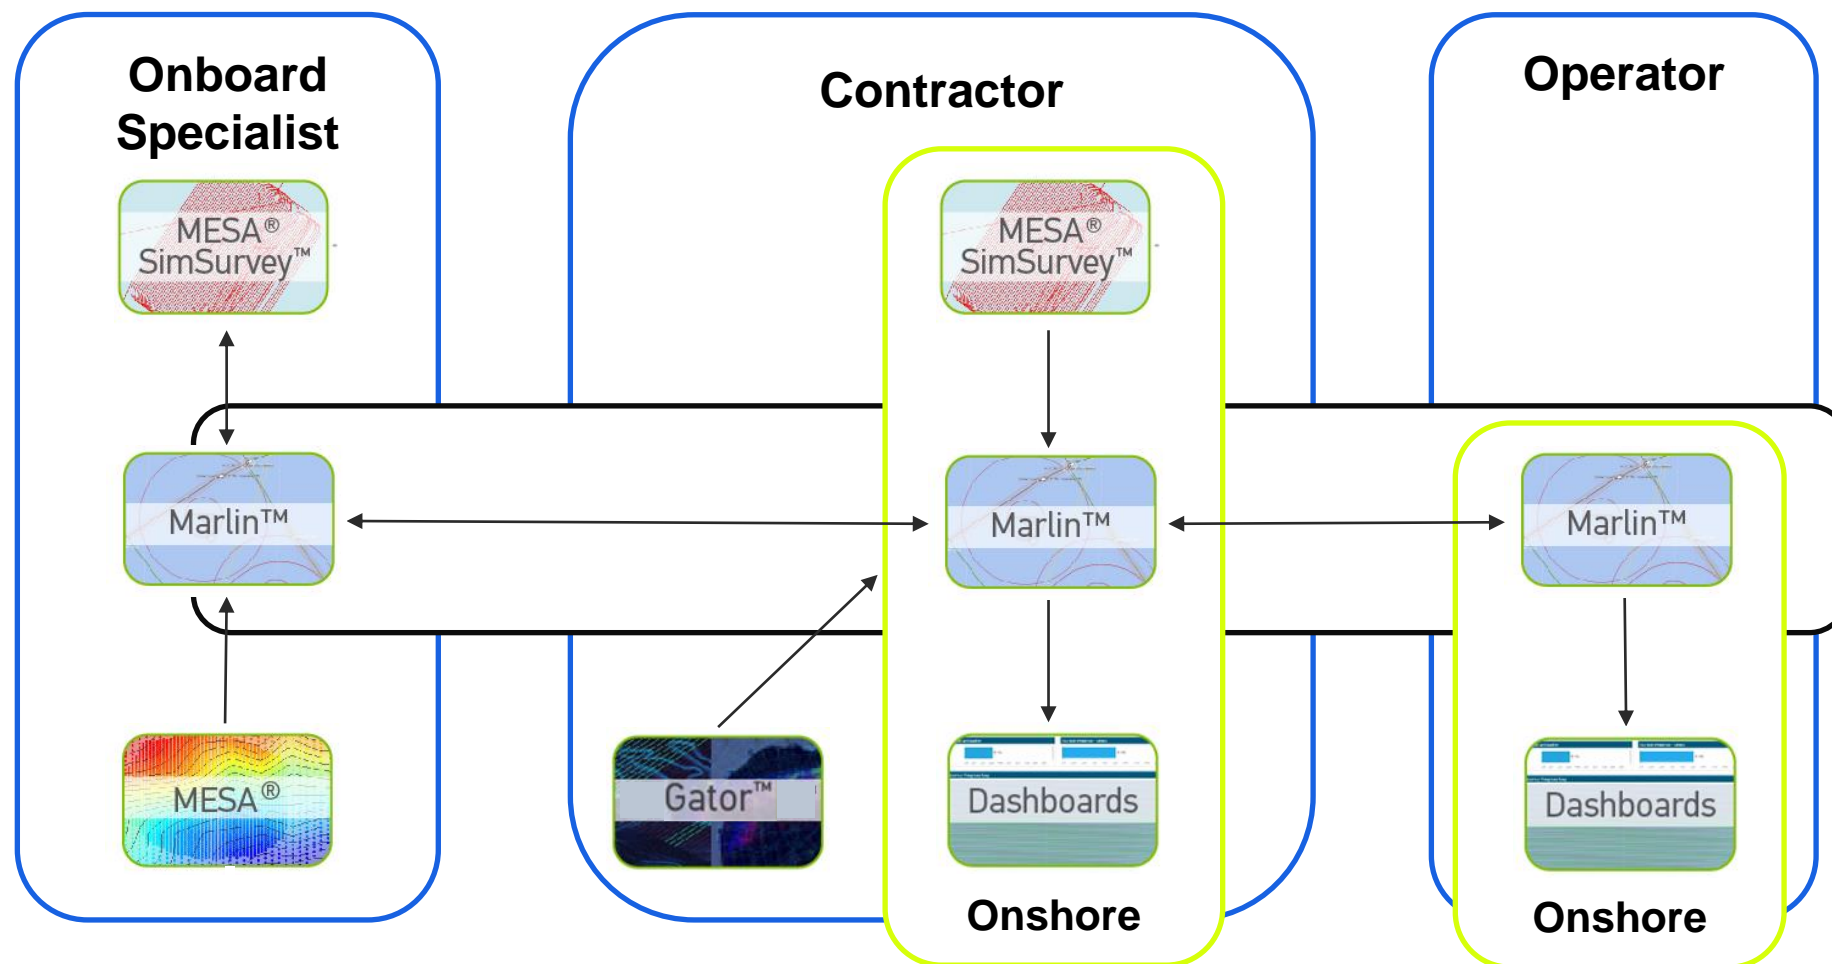 Onboard
Specialist
MESA®
SimSurvey™
Marlin™
MESA®
Contractor
MESA®
SimSurvey™
Marlin™
Gator™
Dashboards
Onshore
Operator
Marlin™
Dashboards
Onshore